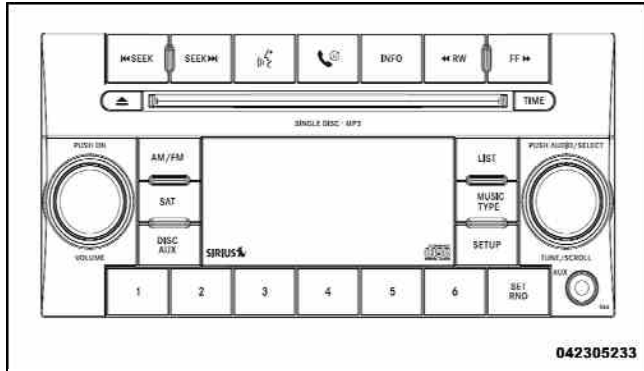 SEEK
SEEK
INFO
RW
FF
TIME
SINGLE DISC - MP3
PUSH ON
AM/FM
LIST
PUSH AUDIO/SELECT
SAT
MUSIC
TYPE
DISC
AUX
SIRIUS
SETUP
VOLUME
TUNE/SCROLL
1
2
3
4
5
6
SET
RND
AUX
042305233